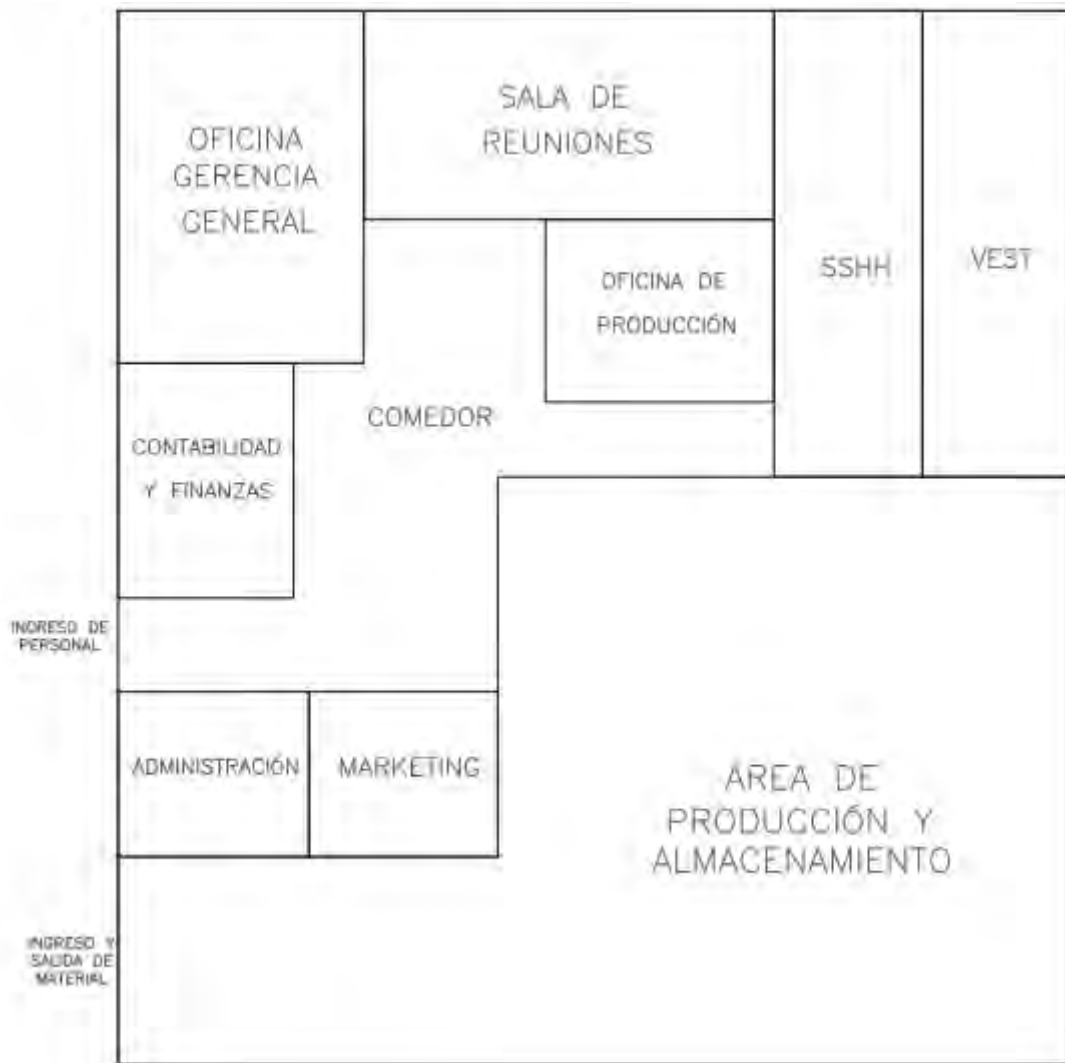 SALA DE
REUNIONES
OFICINA
GERENCIA
GENERAL
SSHH
VEST
OFICINA DE
PRODUCCIÓN
COMEDOR
CONTABILIDAD
Y FINANZAS
INGRESO DE
PERSONAL
ADMINISTRACIÓN
MARKETING
ÁREA DE
PRODUCCIÓN Y
ALMACENAMIENTO
INGRESO Y
SALIDA DE
MATERIAL